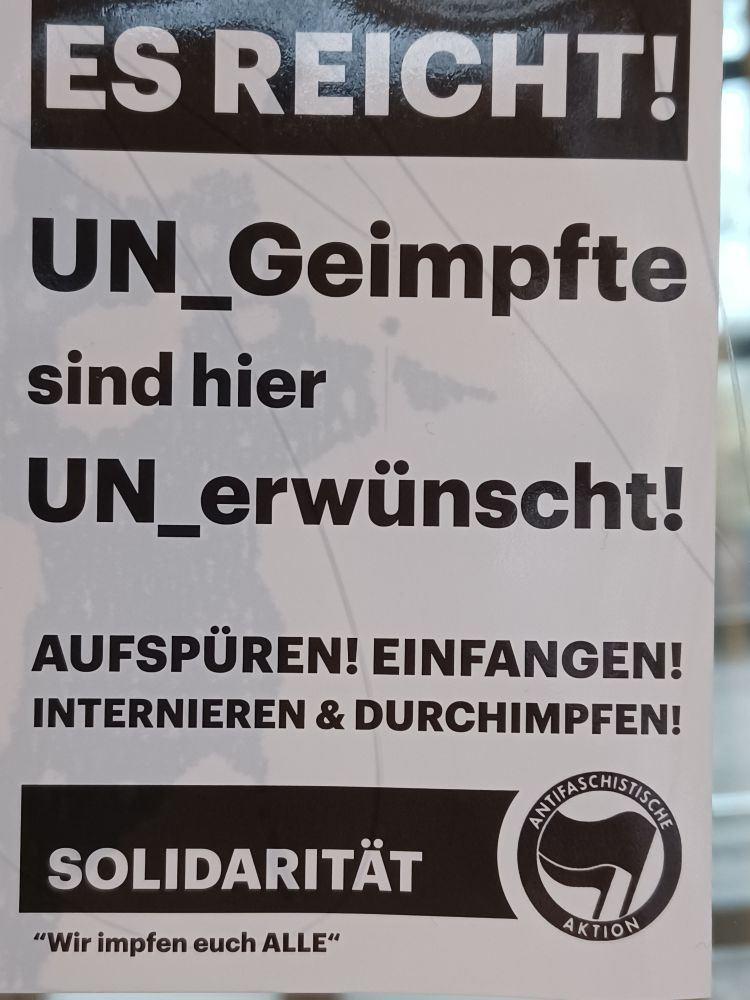 ES REICHT!
UN_Geimpfte
sind hier
UN_erwünscht!
AUFSPÜREN! EINFANGEN!
INTERNIEREN & DURCHIMPFEN!
SOLIDARITÄT
ANTIFASCHISTISCHE
AKTION
“Wir impfen euch ALLE“